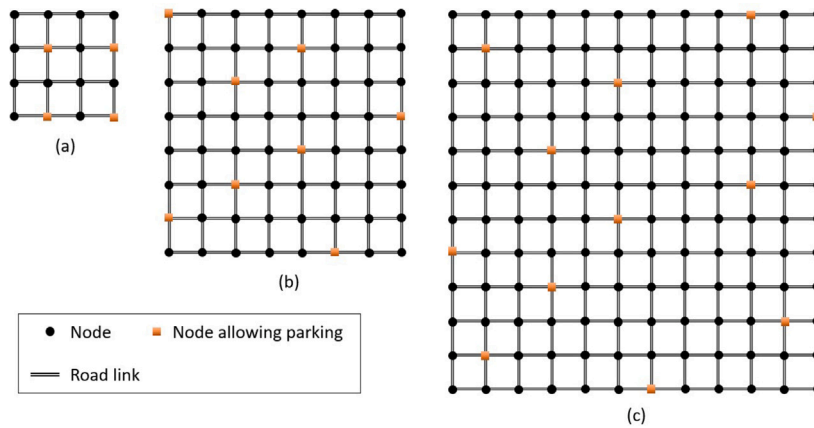 (a)
(b)
(c)
Node
Node allowing parking
Road link